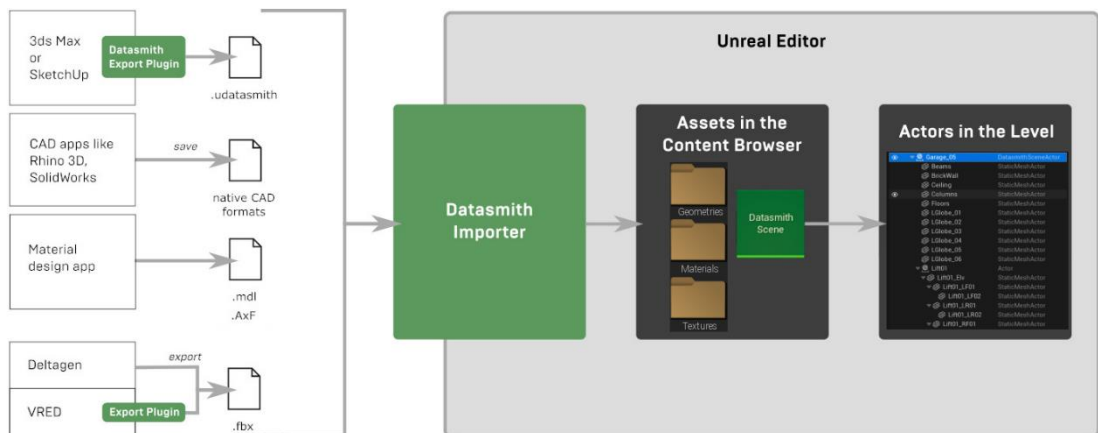 3ds Max
or
SketchUp
Datasmith
Export Plugin
.udatasmith
CAD apps like
Rhino 3D,
SolidWorks
save
native CAD
formats
Material
design app
.mdl
.AxF
Deltagen
export
VRED
Export Plugin
.fbx
Unreal Editor
Datasmith
Importer
Assets in the
Content Browser
Geometries
Materials
Textures
Datasmith
Scene
Actors in the Level
Garage_05 DatasmithSceneActor
Beams StaticMeshActor
BrickWall StaticMeshActor
Ceiling StaticMeshActor
Columns StaticMeshActor
Floors StaticMeshActor
LGlobe_01 StaticMeshActor
LGlobe_02 StaticMeshActor
LGlobe_03 StaticMeshActor
LGlobe_04 StaticMeshActor
LGlobe_05 StaticMeshActor
LGlobe_06 StaticMeshActor
Lift01 Actor
Lift01_Elv StaticMeshActor
Lift01_LF01 StaticMeshActor
Lift01_LF02 StaticMeshActor
Lift01_LR01 StaticMeshActor
Lift01_LR02 StaticMeshActor
Lift01_RF01 StaticMeshActor